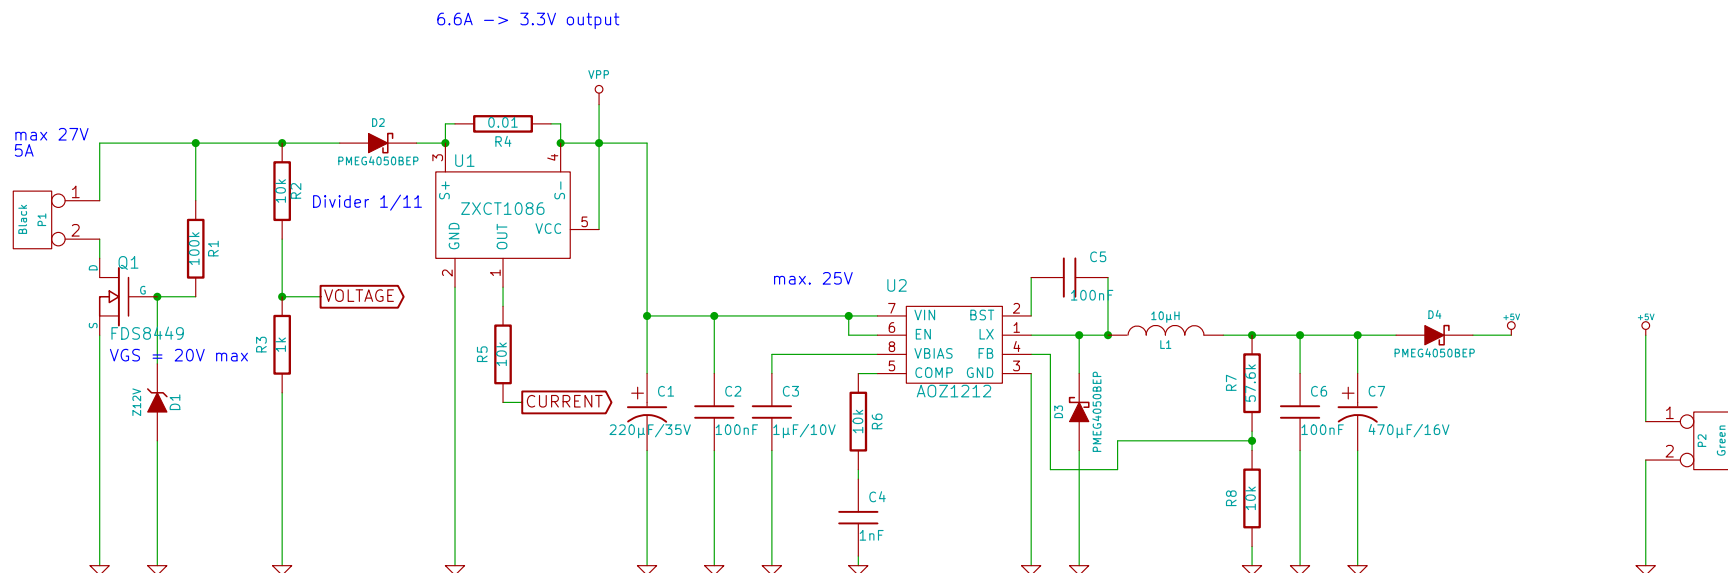 6.6A -> 3.3V output
VPP
max 27V
5A
D2
PMEG4050BEP
0.01
R4
3
4
U1
S+
S-
ZXCT1086
VCC
5
GND
OUT
2
1
Black
P1
1
2
10k
R2
Divider 1/11
100k
R1
Q1
D
G
S
FDS8449
VGS = 20V max
VOLTAGE
R3
1k
Z12V
D1
R5
10k
CURRENT
max. 25V
U2
7
VIN
BST
2
6
EN
LX
1
8
VBIAS
FB
4
5
COMP
GND
3
AOZ1212
C5
100nF
10µH
L1
D4
PMEG4050BEP
+5V
+5V
C1
220µF/35V
C2
100nF
C3
1µF/10V
10k
R6
C4
1nF
D3
PMEG4050BEP
R7
57.6k
R8
10k
C6
100nF
C7
470µF/16V
1
2
P2
Green